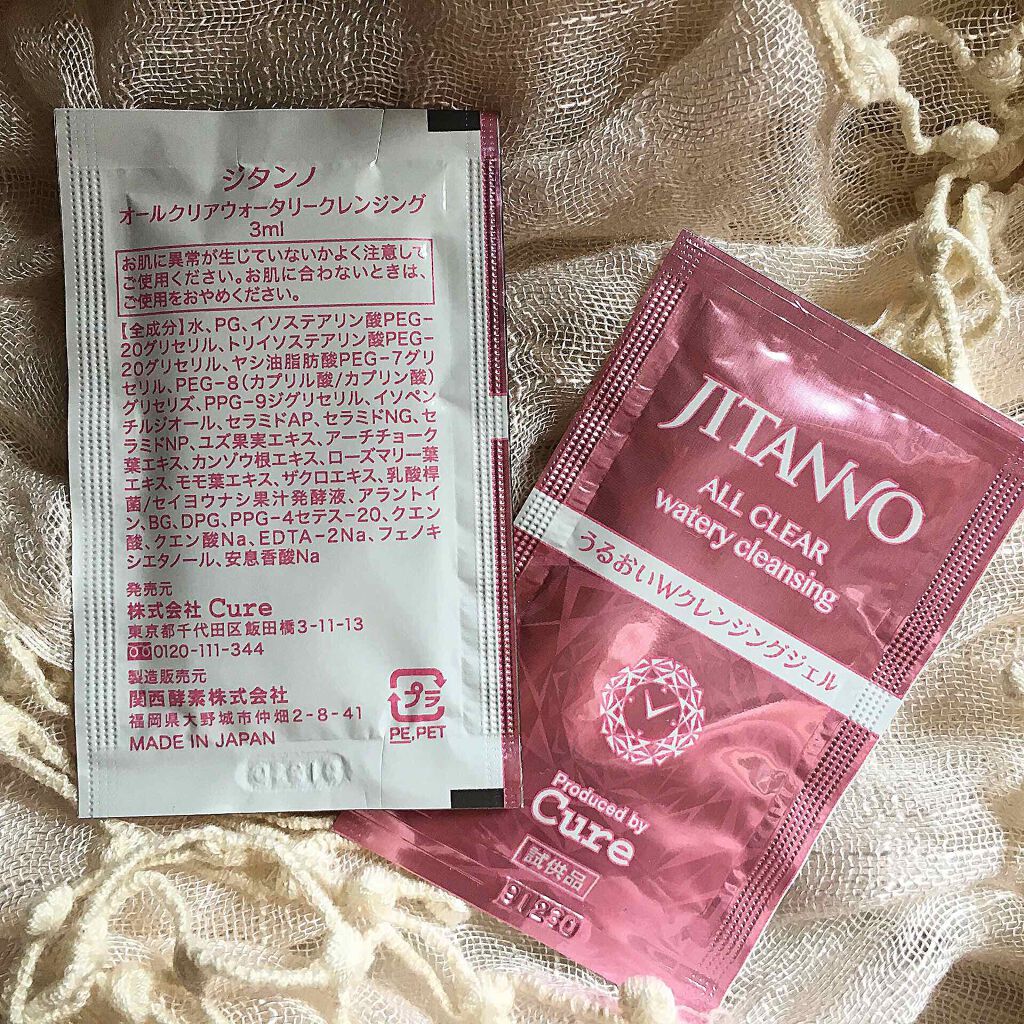 ジタンノ
オールクリアウォータリークレンジング
3ml
お肌に異常が生じていないかよく注意して
ご使用ください。お肌に合わないときは、
ご使用をおやめください。
【全成分】水、PG、イソステアリン酸PEG-
20グリセリル、トリイソステアリン酸PEG-
20グリセリル、ヤシ油脂肪酸PEG-7グリ
セリル、PEG-8(カプリル酸/カプリン酸)
グリセリズ、PPG-9ジグリセリル、イソペン
チルジオール、セラミドAP、セラミドNG、セ
ラミドNP、ユズ果実エキス、アーチチョーク
葉エキス、カンゾウ根エキス、ローズマリー葉
エキス、モモ葉エキス、ザクロエキス、乳酸桿
菌/セイヨウナシ果汁発酵液、アラントイ
ン、BG、DPG、PPG-4セテス-20、クエン
酸、クエン酸Na、EDTA-2Na、フェノキ
シエタノール、安息香酸Na
発売元
株式会社 Cure
東京都千代田区飯田橋3-11-13
0120-111-344
製造販売元
関西酵素株式会社
福岡県大野城市仲畑2-8-41
MADE IN JAPAN
プラ
PE,PET
JITANNO
ALL CLEAR
watery cleansing
うるおいWクレンジングジェル
Produced by
Cure
試供品
91230